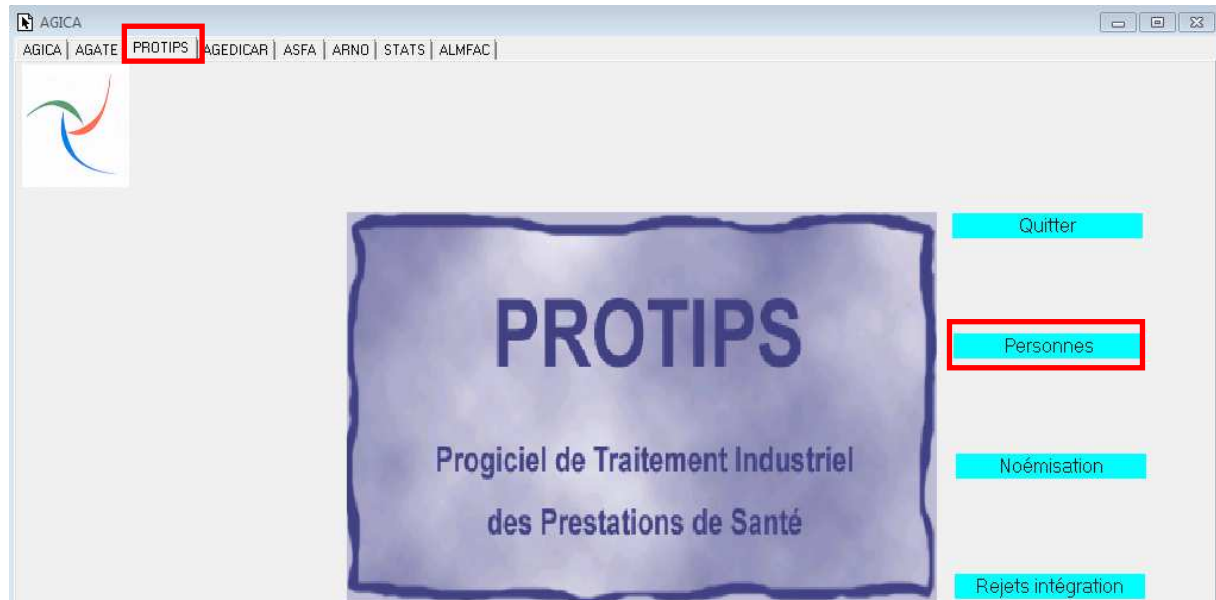 AGICA
AGICA | AGATE | PROTIPS | AGEDICAR | ASFA | ARNO | STATS | ALMFAC |
Quitter
PROTIPS
Personnes
Progiciel de Traitement Industriel
des Prestations de Santé
Noémisation
Rejets intégration